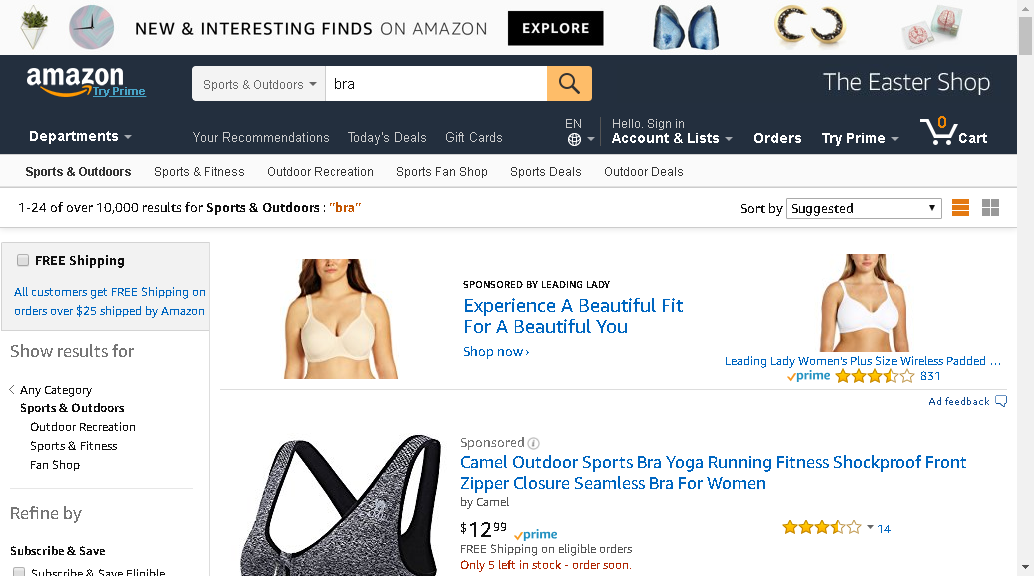 NEW & INTERESTING FINDS ON AMAZON EXPLORE
amazon
Try Prime
Sports & Outdoors bra
The Easter Shop
Departments
Your Recommendations Today's Deals Gift Cards
EN
Hello. Sign in
Account & Lists
Orders
Try Prime
0
Cart
Sports & Outdoors Sports & Fitness Outdoor Recreation Sports Fan Shop Sports Deals Outdoor Deals
1-24 of over 10,000 results for Sports & Outdoors : "bra"
Sort by Suggested
FREE Shipping
All customers get FREE Shipping on
orders over $25 shipped by Amazon
Show results for
Any Category
Sports & Outdoors
Outdoor Recreation
Sports & Fitness
Fan Shop
Refine by
Subscribe & Save
Subscribe & Save Eligible
SPONSORED BY LEADING LADY
Experience A Beautiful Fit
For A Beautiful You
Shop now ›
Leading Lady Women's Plus Size Wireless Padded ...
prime 831
Ad feedback
Sponsored
Camel Outdoor Sports Bra Yoga Running Fitness Shockproof Front
Zipper Closure Seamless Bra For Women
by Camel
$12 99 prime
14
FREE Shipping on eligible orders
Only 5 left in stock - order soon.